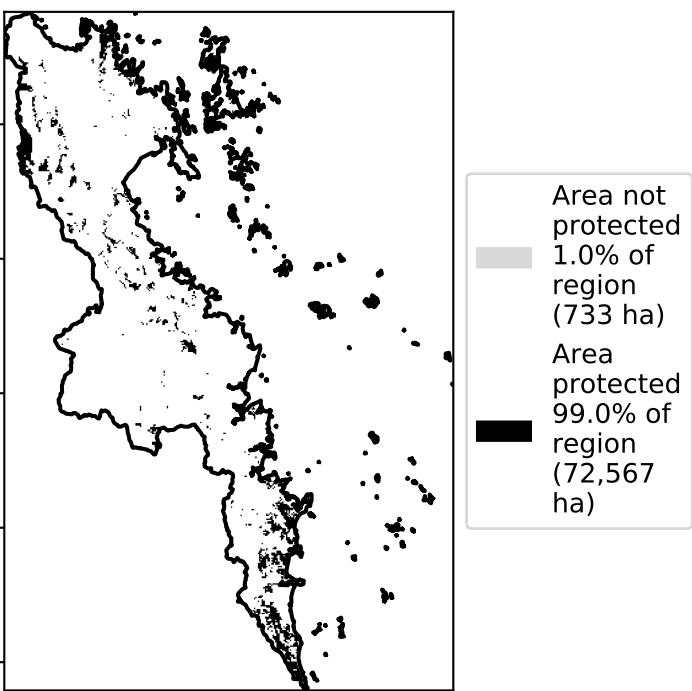 Area not
protected
1.0% of
region
(733 ha)
Area
protected
99.0% of
region
(72,567
ha)